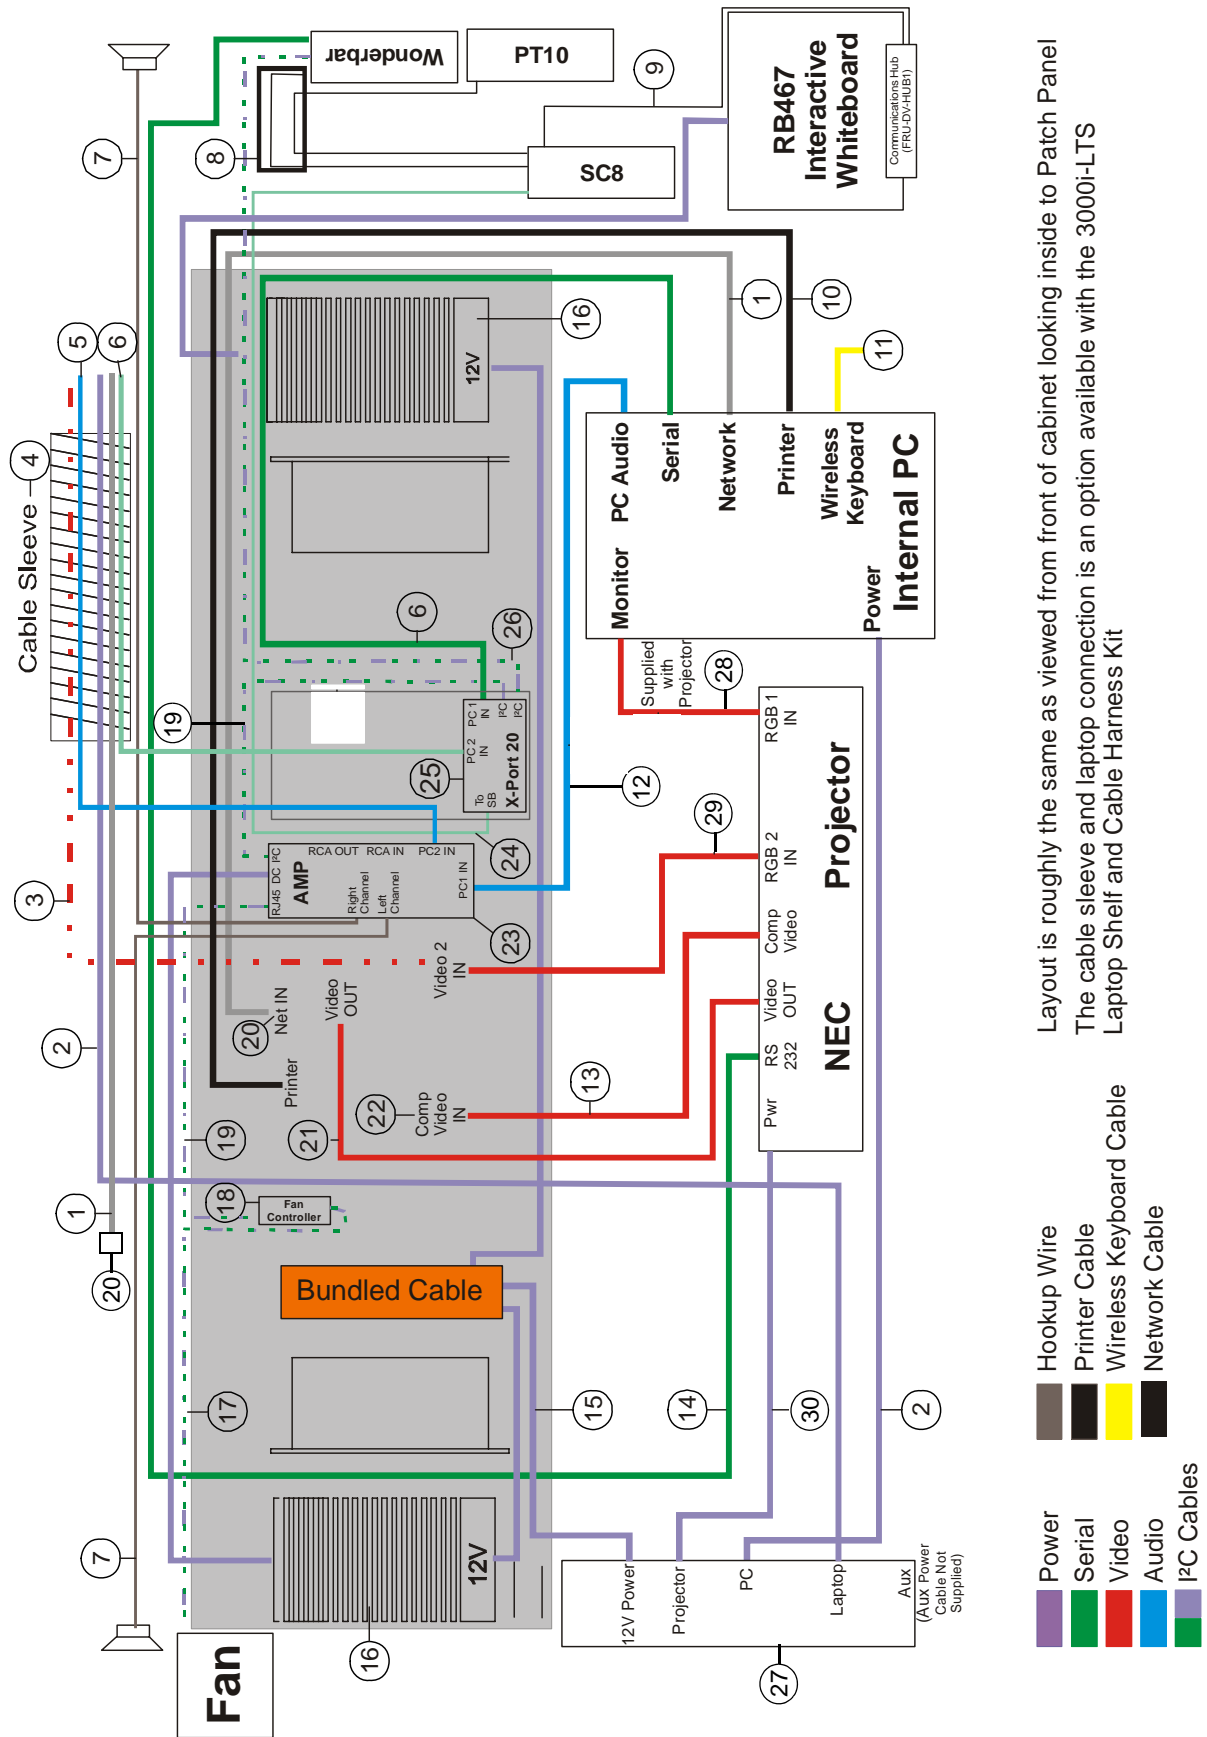 Fan
7
7
Wonderbar
PT10
9
8
SC8
RB467
Interactive
Whiteboard
Communications Hub
(FRU-DV-HUB1)
5
6
4
Cable Sleeve
3
2
1
20
16
12V
1
10
11
PC Audio
Serial
Network
Printer
Wireless
Keyboard
Monitor
Power
Internal PC
Supplied
with
Projector
28
6
26
19
PC 1
IN
I²C
I²C
PC 2
IN
X-Port 20
To
SB
25
24
12
29
RJ45 DC I²C
AMP
RCA OUT
RCA IN
PC2 IN
Right
Channel
Left
Channel
PC1 IN
23
Video 2
IN
Video
OUT
20
Net IN
Printer
22
Comp
Video
IN
13
21
19
18
Fan
Controller
Bundled Cable
17
15
14
30
2
RGB 1
IN
RGB 2
IN
Comp
Video
Video
OUT
RS
232
Pwr
NEC
Projector
12V
16
12V Power
Projector
PC
Laptop
Aux
(Aux Power
Cable Not
Supplied)
27
Layout is roughly the same as viewed from front of cabinet looking inside to Patch Panel
The cable sleeve and laptop connection is an option available with the 3000i-LTS
Laptop Shelf and Cable Harness Kit
Power
Serial
Video
Audio
I²C Cables
Hookup Wire
Printer Cable
Wireless Keyboard Cable
Network Cable